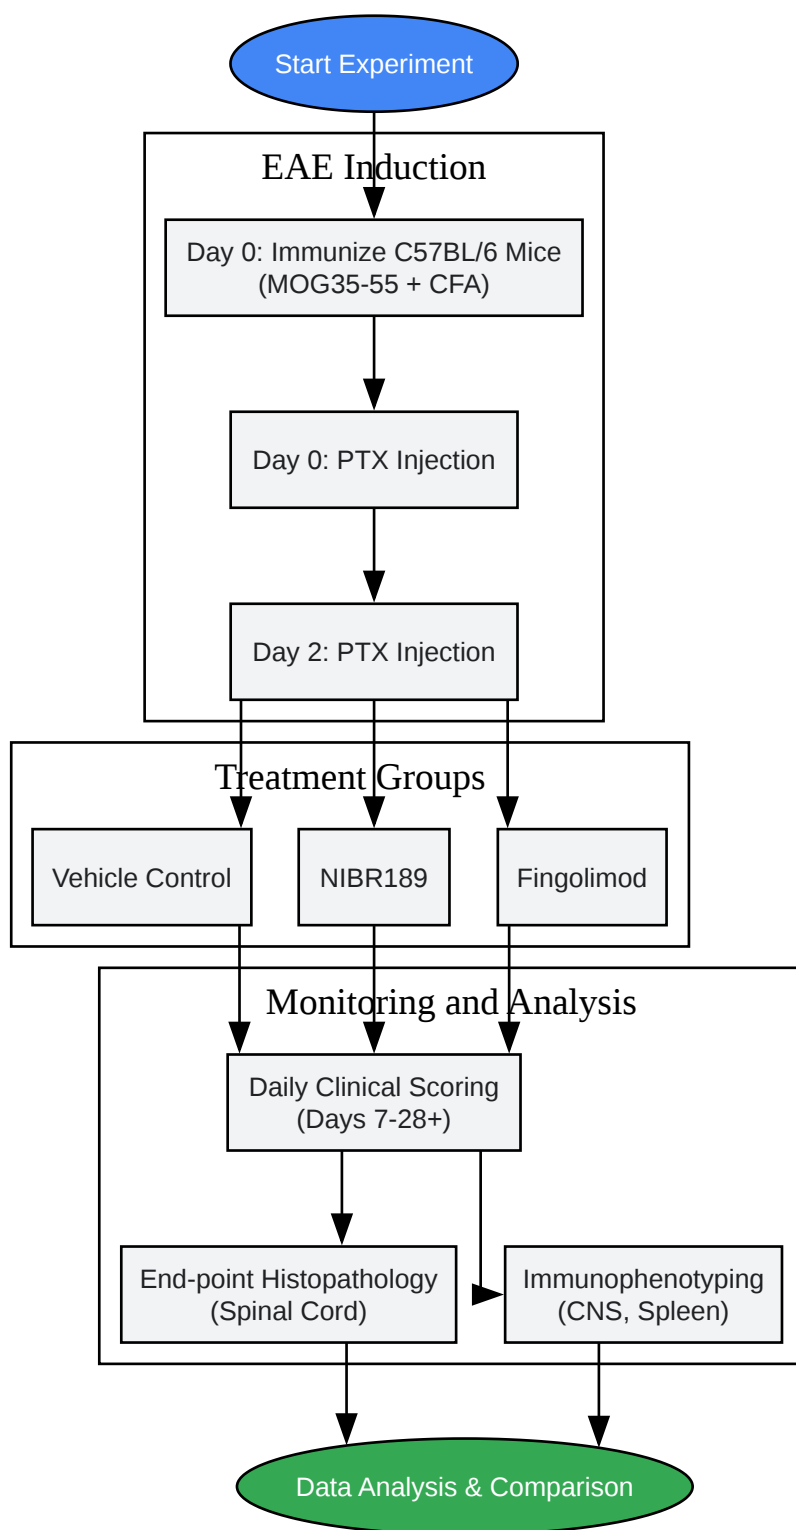 Start Experiment
EAE Induction
Day 0: Immunize C57BL/6 Mice
(MOG35-55 + CFA)
Day 0: PTX Injection
Day 2: PTX Injection
Treatment Groups
Vehicle Control
NIBR189
Fingolimod
Monitoring and Analysis
Daily Clinical Scoring
(Days 7-28+)
End-point Histopathology
(Spinal Cord)
Immunophenotyping
(CNS, Spleen)
Data Analysis & Comparison